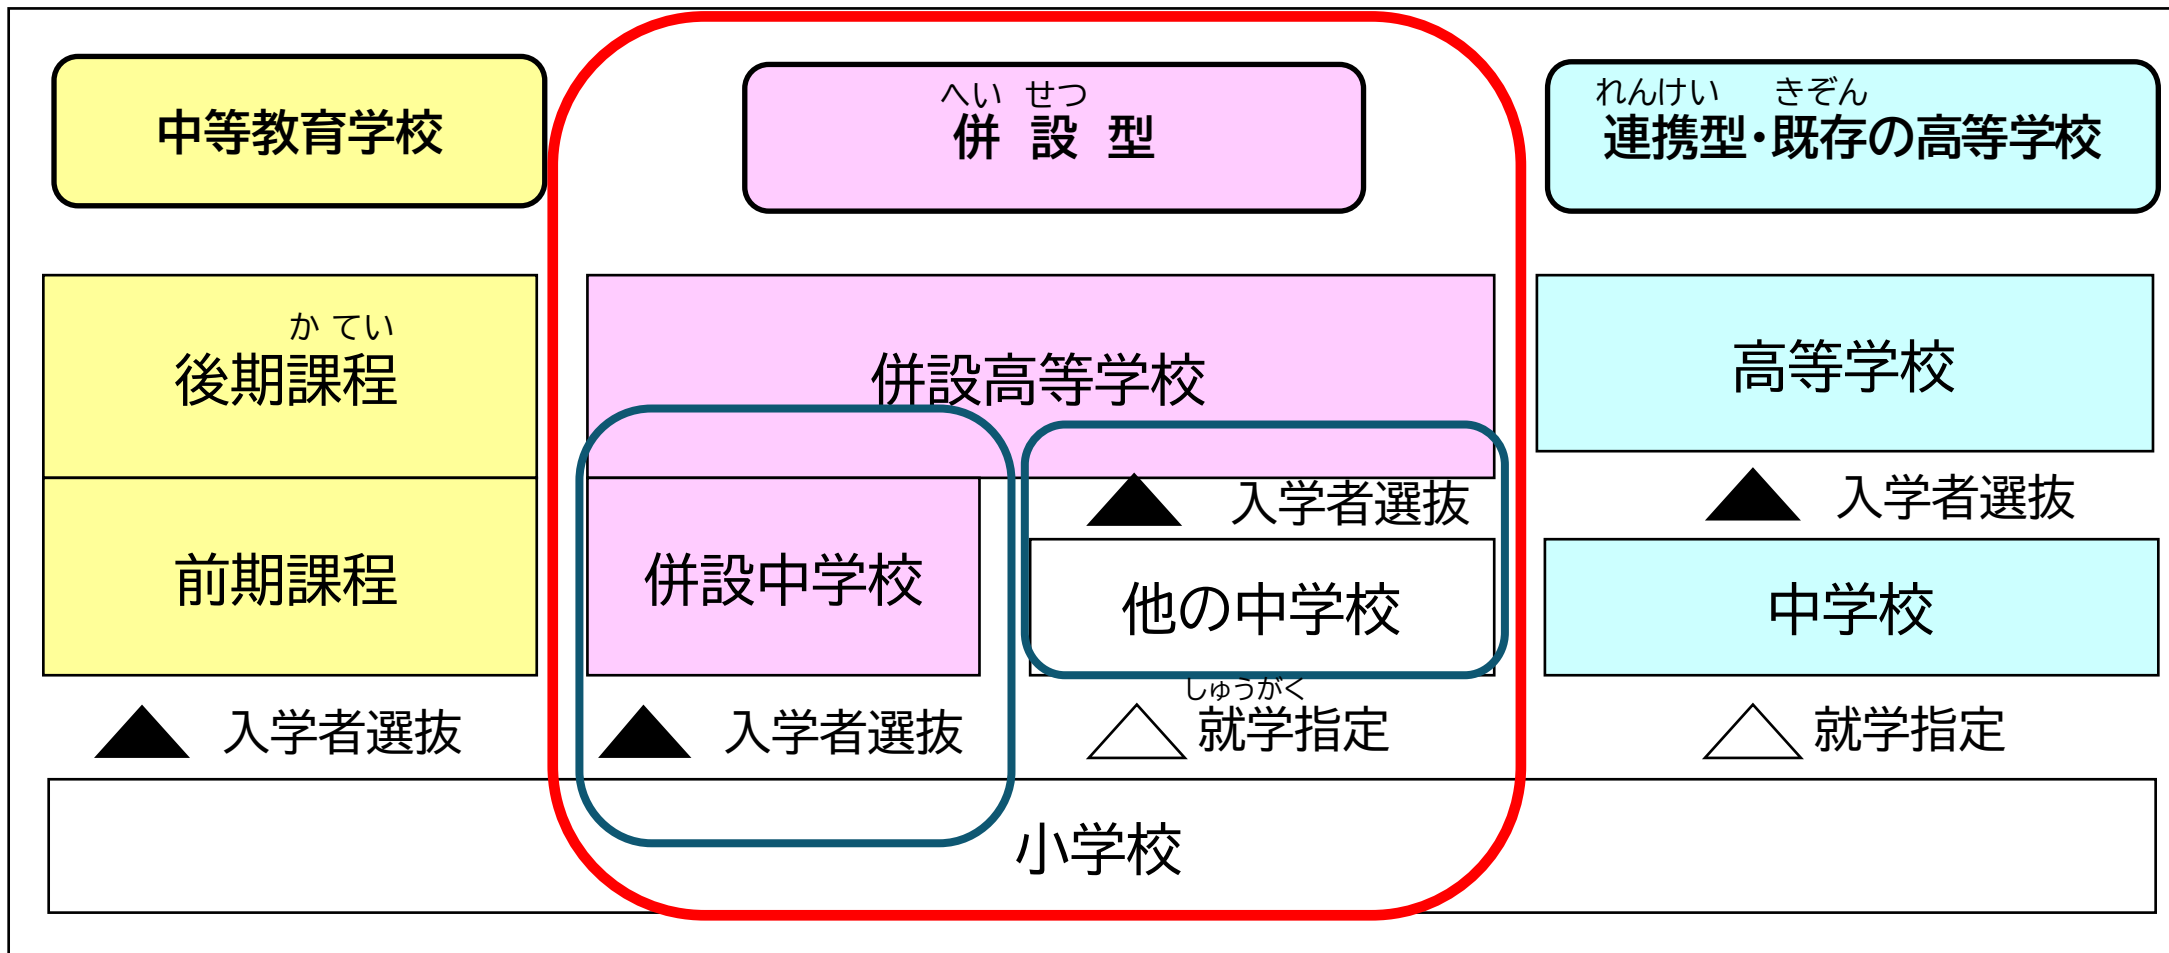 中等教育学校
へい せつ
併 設 型
れんけい きぞん
連携型・既存の高等学校
か てい
後期課程
併設高等学校
高等学校
入学者選抜
入学者選抜
前期課程
併設中学校
他の中学校
中学校
入学者選抜
入学者選抜
しゅうがく
就学指定
就学指定
小学校